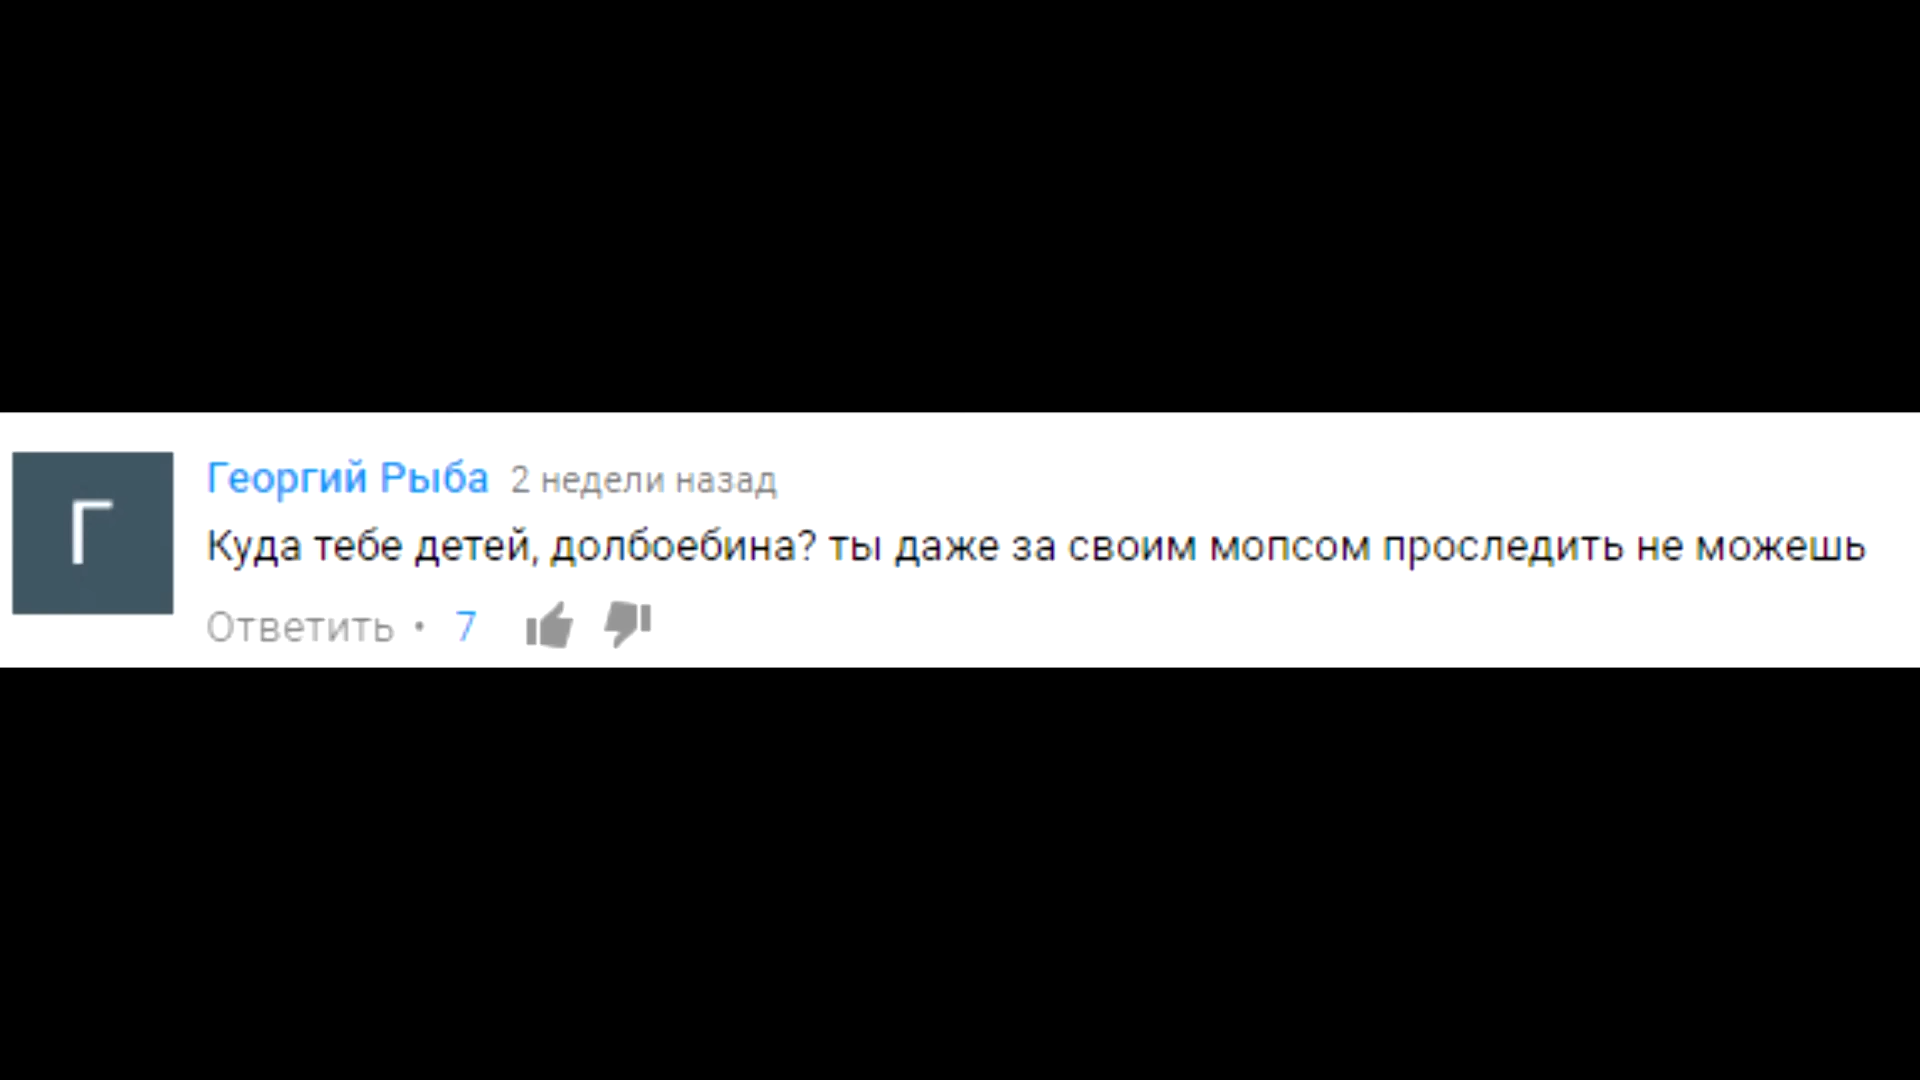 Г
Георгий Рыба 2 недели назад
Куда тебе детей, долбоебина? ты даже за своим мопсом проследить не можешь
Ответить • 7